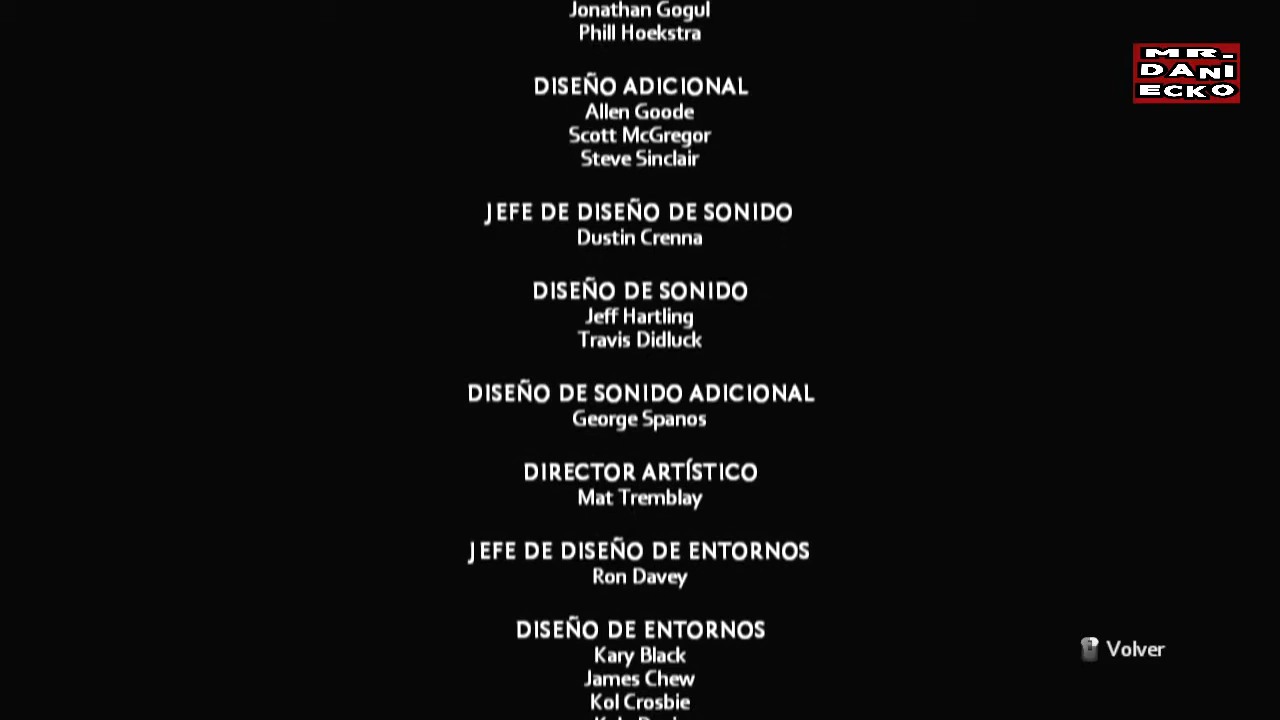 Jonathan Gogul
Phill Hoekstra
DISEÑO ADICIONAL
Allen Goode
Scott McGregor
Steve Sinclair
JEFE DE DISEÑO DE SONIDO
Dustin Crenna
DISEÑO DE SONIDO
Jeff Hartling
Travis Didluck
DISEÑO DE SONIDO ADICIONAL
George Spanos
DIRECTOR ARTÍSTICO
Mat Tremblay
JEFE DE DISEÑO DE ENTORNOS
Ron Davey
DISEÑO DE ENTORNOS
Kary Black
James Chew
Kol Crosbie
MR.
DANI
ECKO
Volver